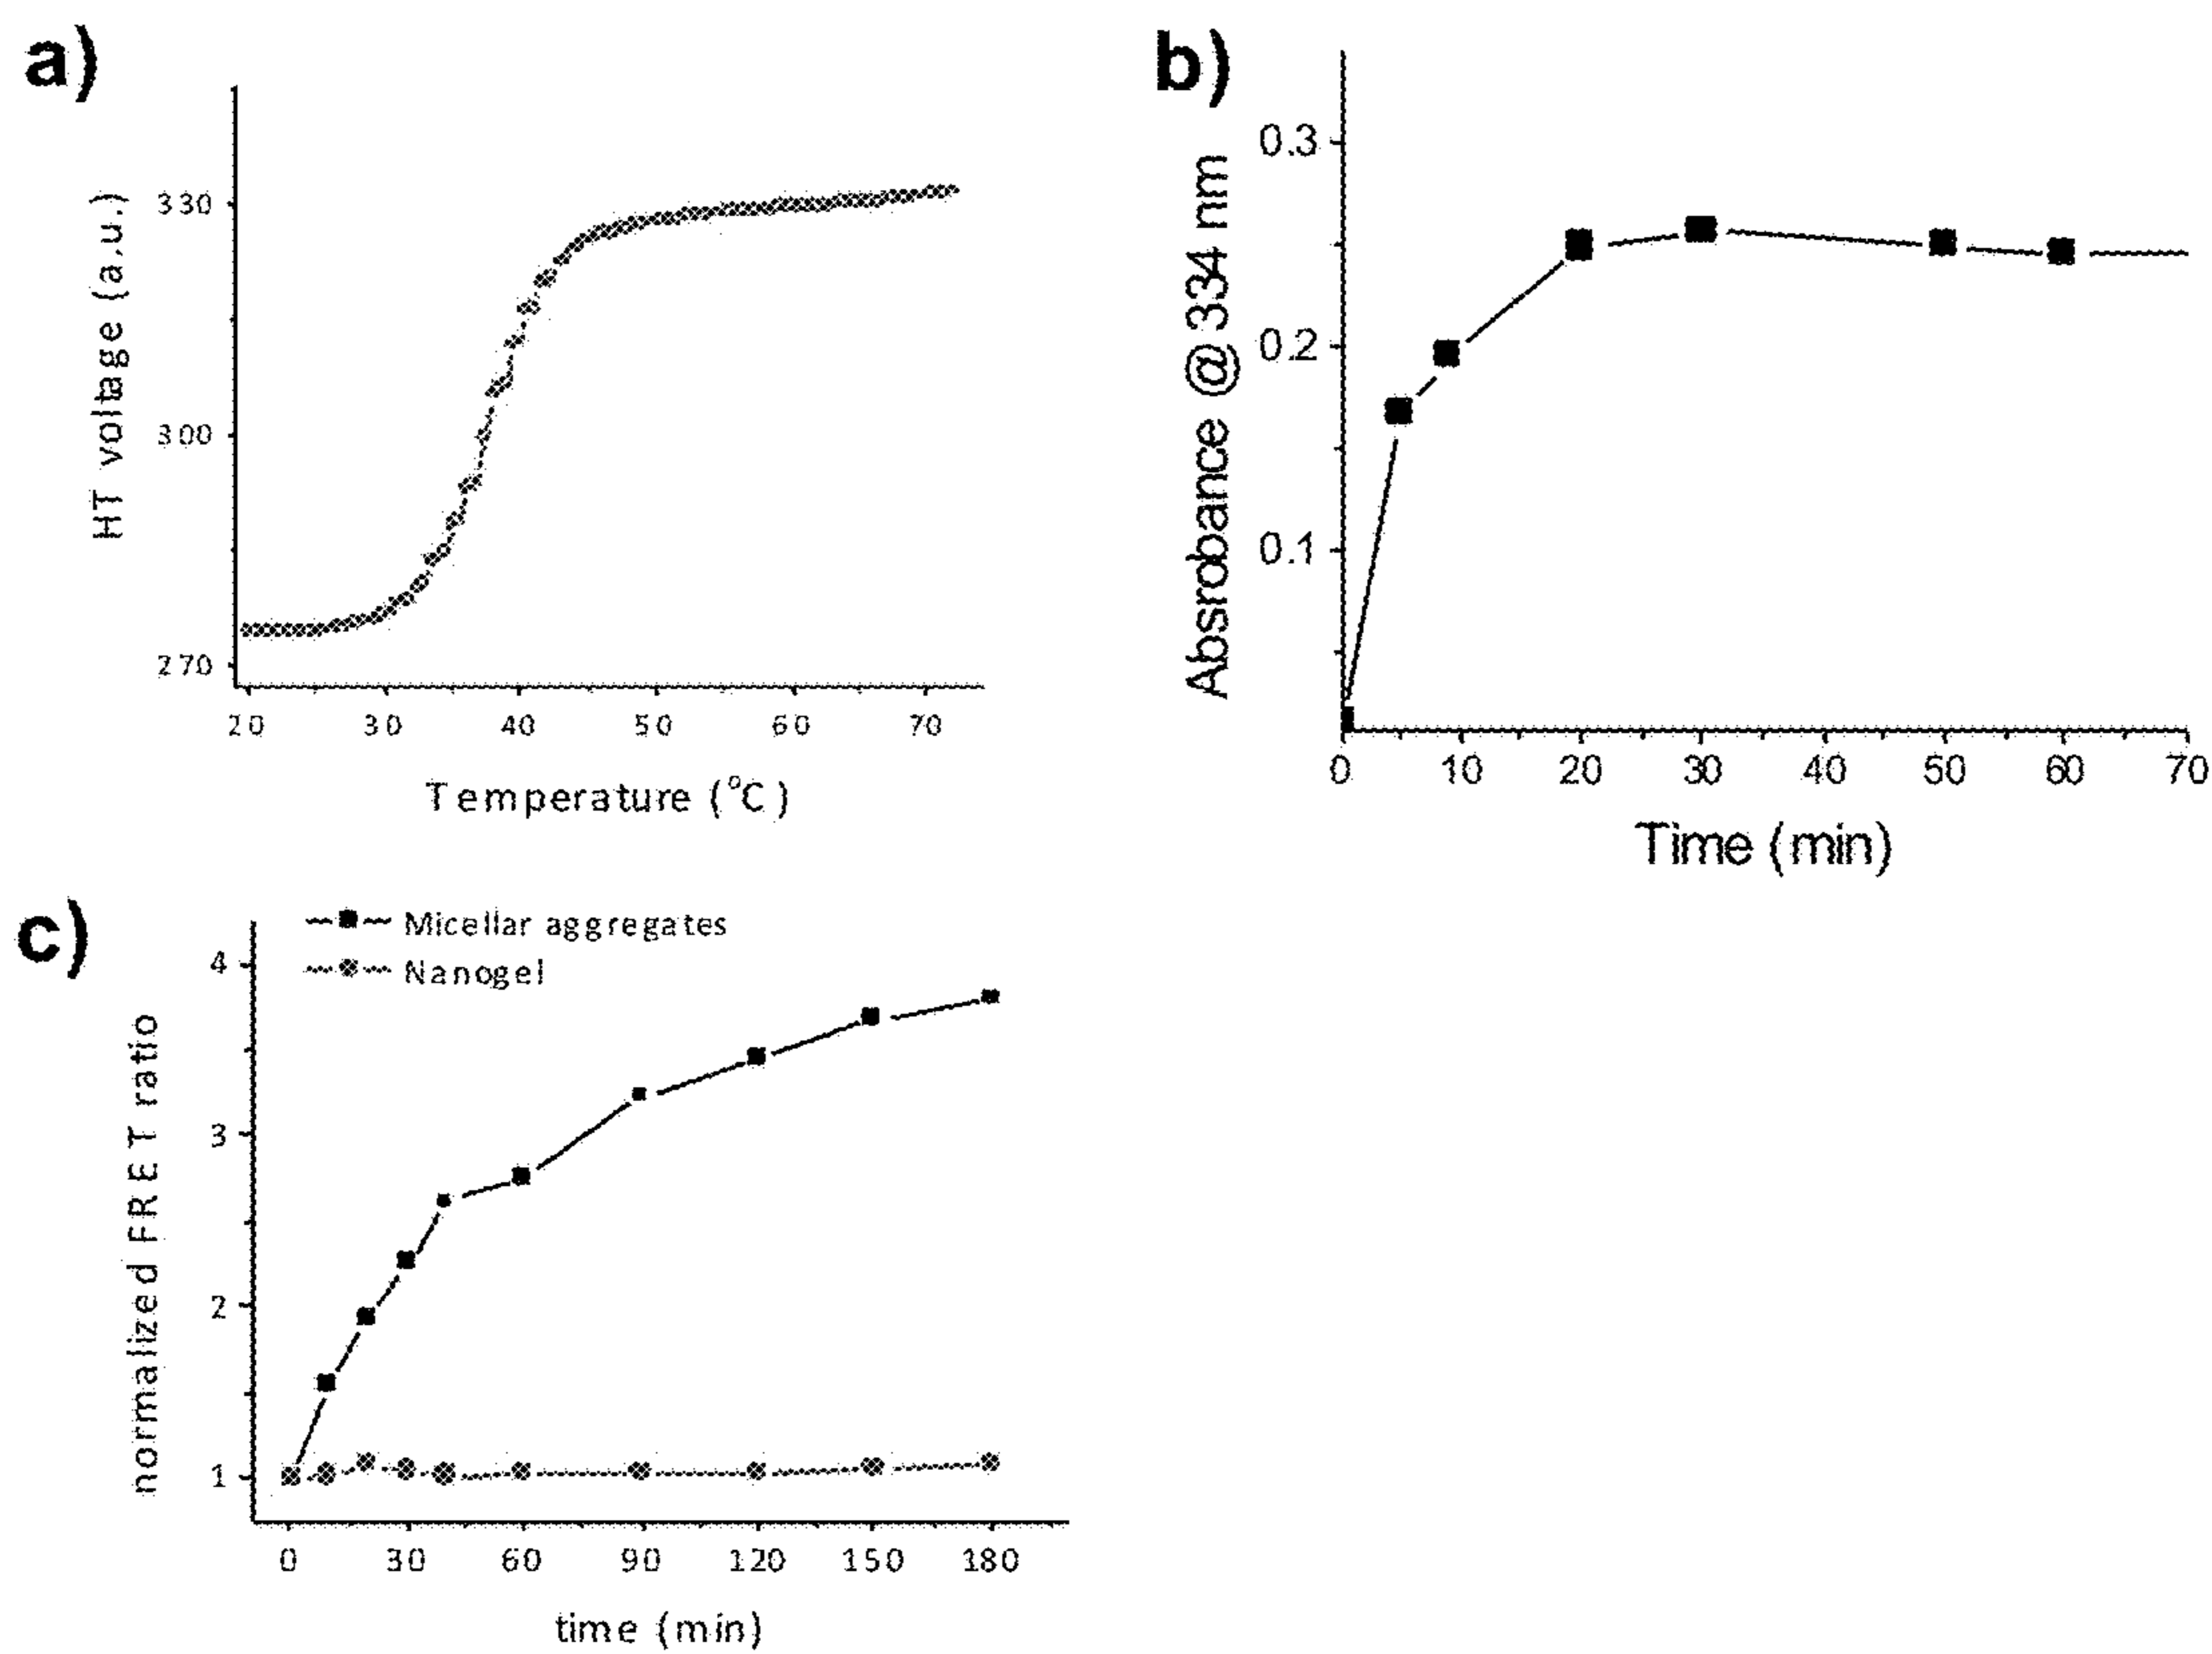 a)
HT voltage (a.u.)
330
300
270
20 30 40 50 60 70
Temperature (°C)
b)
Absrobance @ 334 nm
0.3
0.2
0.1
0 10 20 30 40 50 60 70
Time (min)
c)
Micellar aggregates
Nanogel
normalized FRET ratio
4
3
2
1
0 30 60 90 120 150 180
time (min)